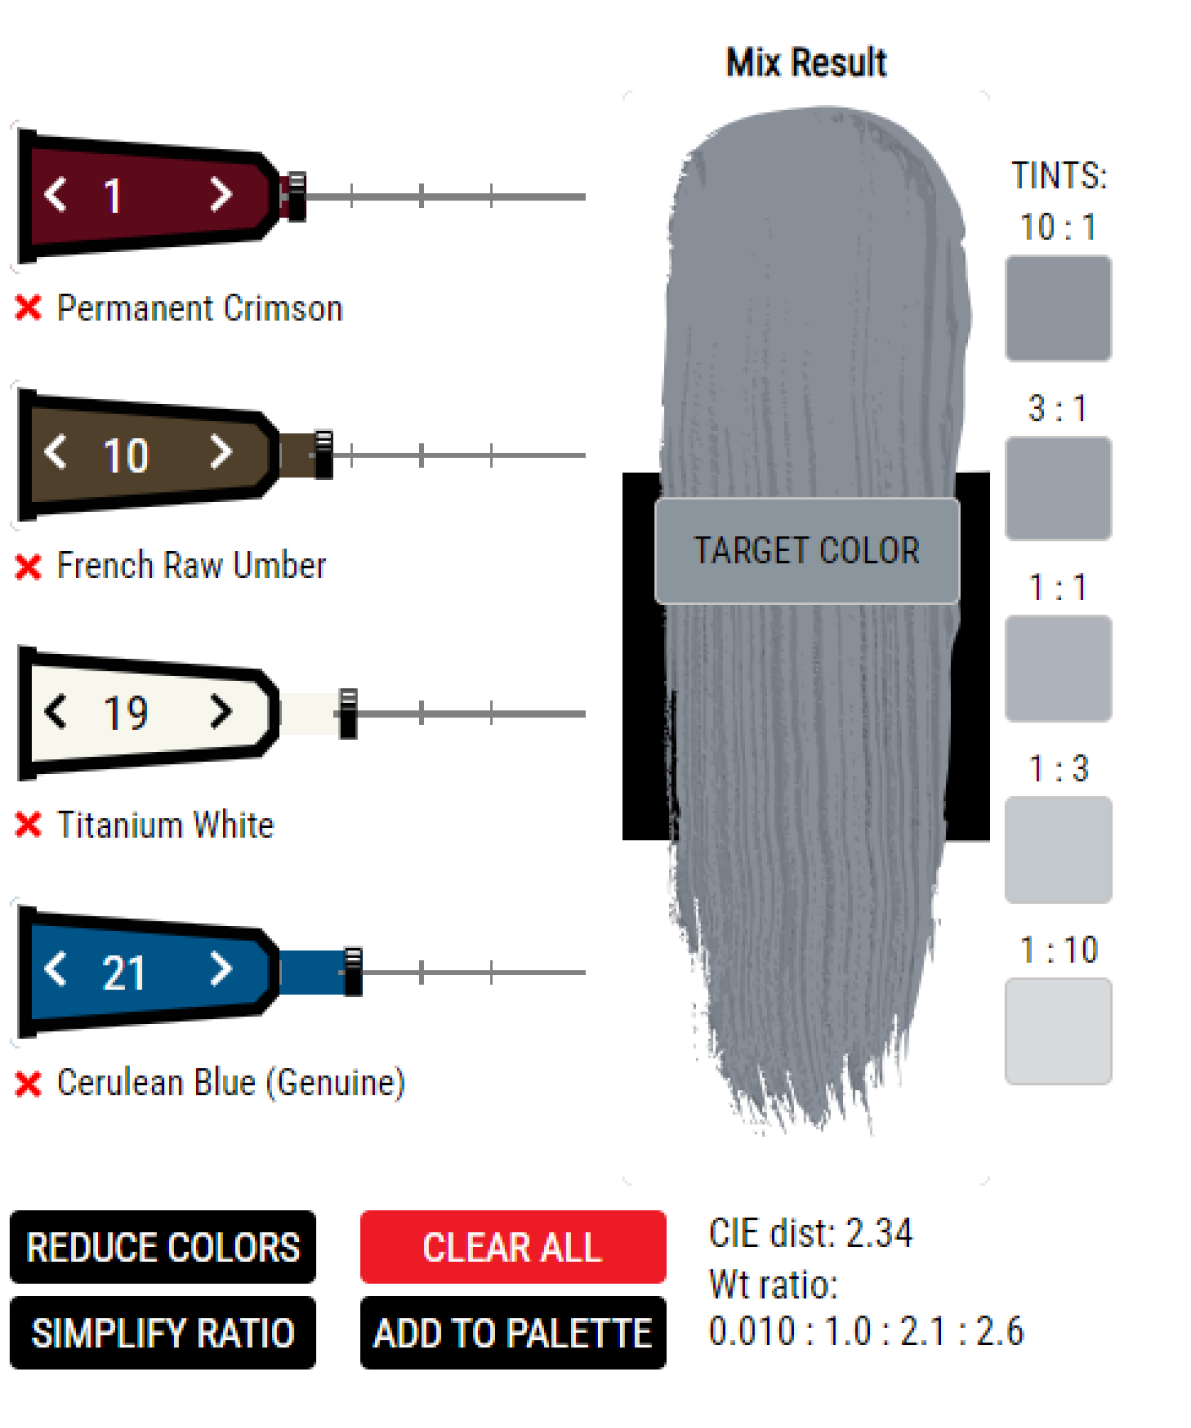 Mix Result
1
Permanent Crimson
10
French Raw Umber
19
Titanium White
21
Cerulean Blue (Genuine)
TARGET COLOR
TINTS:
10 : 1
3 : 1
1 : 1
1 : 3
1 : 10
REDUCE COLORS
CLEAR ALL
SIMPLIFY RATIO
ADD TO PALETTE
CIE dist: 2.34
Wt ratio:
0.010 : 1.0 : 2.1 : 2.6